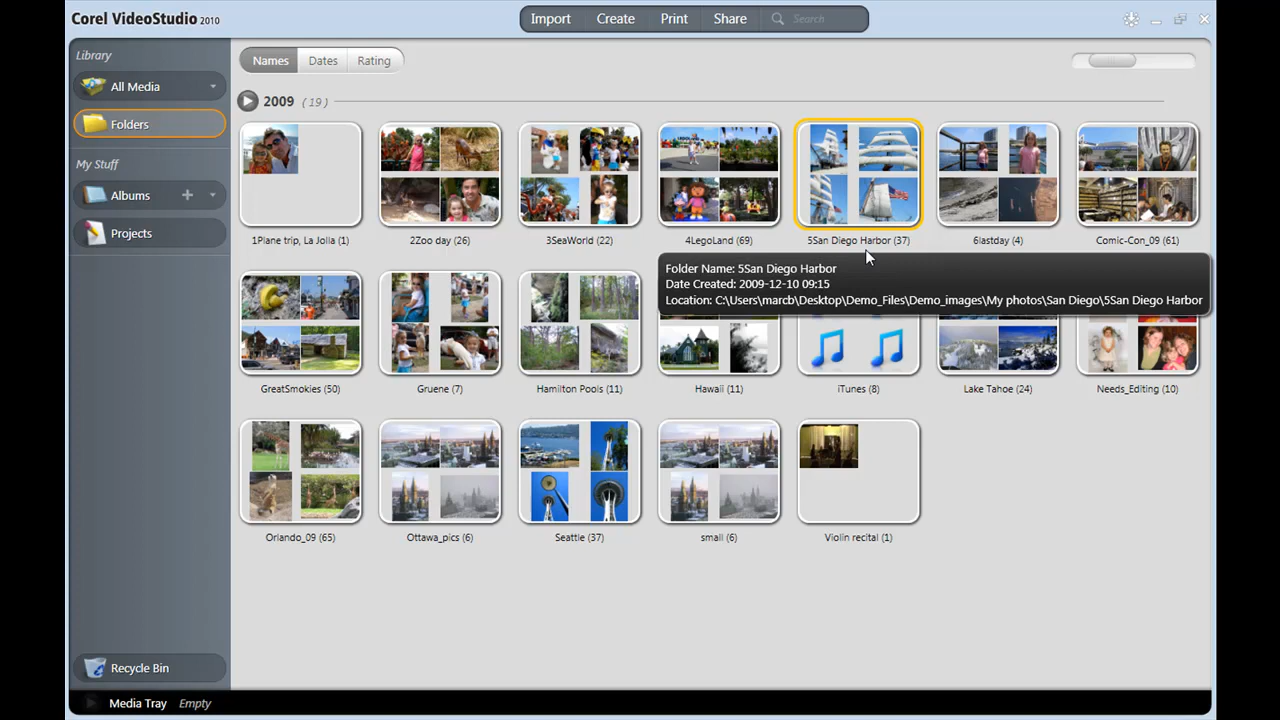 Corel VideoStudio 2010
Import Create Print Share Search
Library
All Media
Folders
My Stuff
Albums
Projects
Recycle Bin
Names Dates Rating
2009 (19)
1Plane trip, La Jolla (1) 2Zoo day (26) 3SeaWorld (22) 4LegoLand (69) 5San Diego Harbor (37) 6lastday (4) Comic-Con_09 (61)
Folder Name: 5San Diego Harbor
Date Created: 2009-12-10 09:15
Location: C:\Users\marcb\Desktop\Demo_Files\Demo_images\My photos\San Diego\5San Diego Harbor
GreatSmokies (50) Gruene (7) Hamilton Pools (11) Hawaii (11) iTunes (8) Lake Tahoe (24) Needs_Editing (10)
Orlando_09 (65) Ottawa_pics (6) Seattle (37) small (6) Violin recital (1)
Media Tray Empty